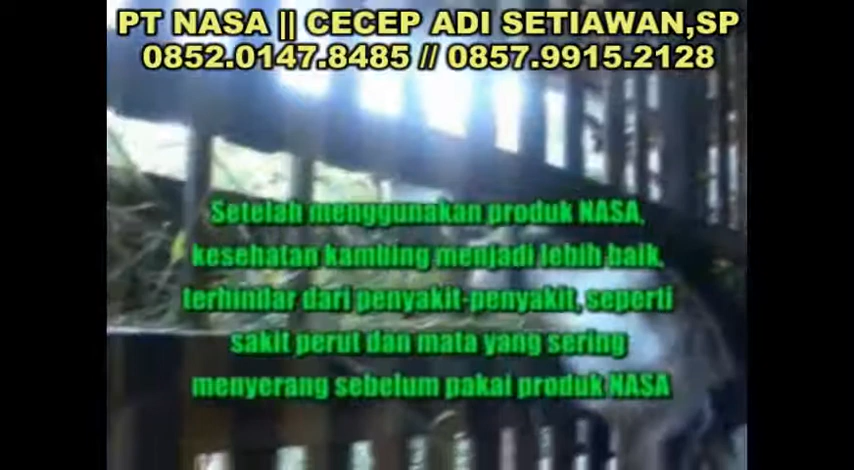 PT NASA || CECEP ADI SETIAWAN,SP
0852.0147.8485 // 0857.9915.2128
Setelah menggunakan produk NASA,
kesehatan kambing menjadi lebih baik,
terhindar dari penyakit-penyakit, seperti
sakit perut dan mata yang sering
menyerang sebelum pakai produk NASA